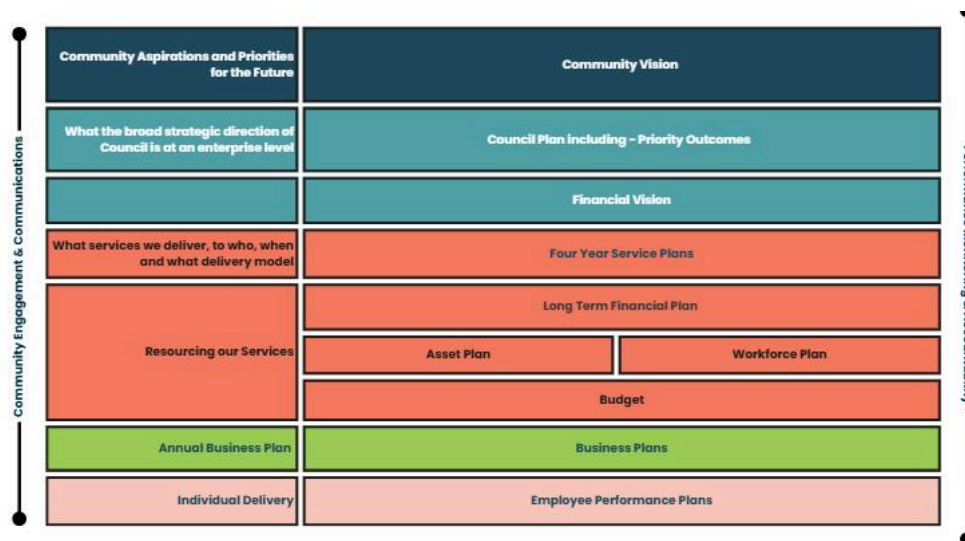 Community Engagement & Communications
Community Aspirations and Priorities
for the Future
Community Vision
What the broad strategic direction of
Council is at an enterprise level
Council Plan including - Priority Outcomes
Financial Vision
What services we deliver, to who, when
and what delivery model
Four Year Service Plans
Resourcing our Services
Long Term Financial Plan
Asset Plan
Workforce Plan
Budget
Annual Business Plan
Business Plans
Individual Delivery
Employee Performance Plans